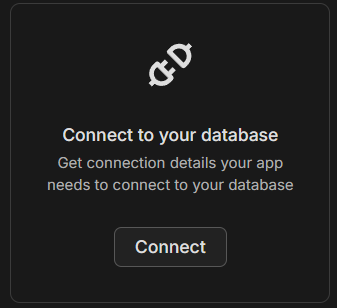 Connect to your database
Get connection details your app
needs to connect to your database
Connect